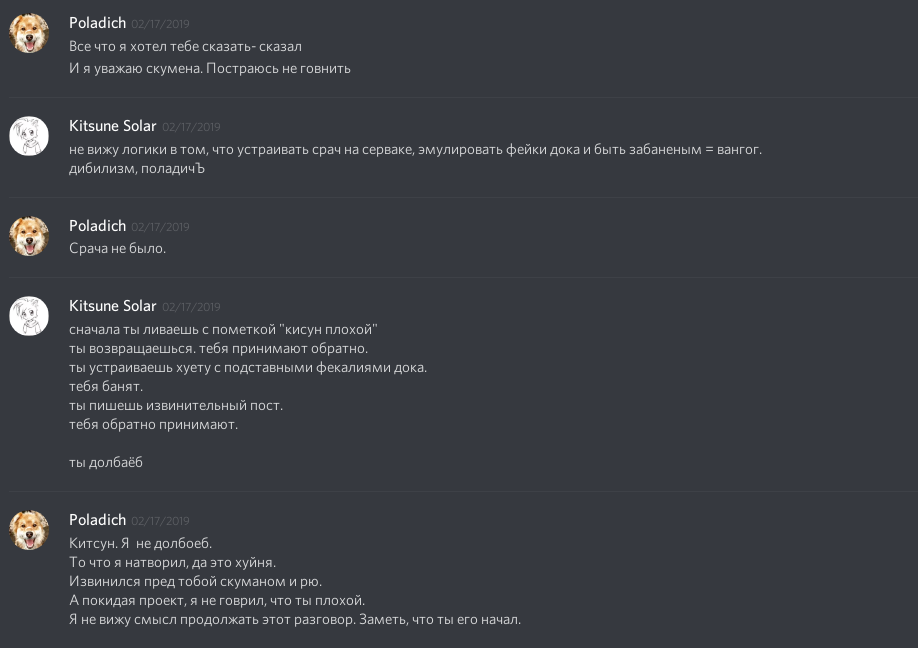 Poladich 02/17/2019
Все что я хотел тебе сказать- сказал
И я уважаю скумена. Постраюсь не говнить
Kitsune Solar 02/17/2019
не вижу логики в том, что устраивать срач на серваке, эмулировать фейки дока и быть забаненым = вангог.
дибилизм, поладичЪ
Poladich 02/17/2019
Срача не было.
Kitsune Solar 02/17/2019
сначала ты ливаешь с пометкой "кисун плохой"
ты возвращаешься. тебя принимают обратно.
ты устраиваешь хуету с подставными фекалиями дока.
тебя банят.
ты пишешь извинительный пост.
тебя обратно принимают.
ты долбаёб
Poladich 02/17/2019
Китсун. Я не долбоеб.
То что я натворил, да это хуйня.
Извинился пред тобой скуманом и рю.
А покидая проект, я не говрил, что ты плохой.
Я не вижу смысл продолжать этот разговор. Заметь, что ты его начал.